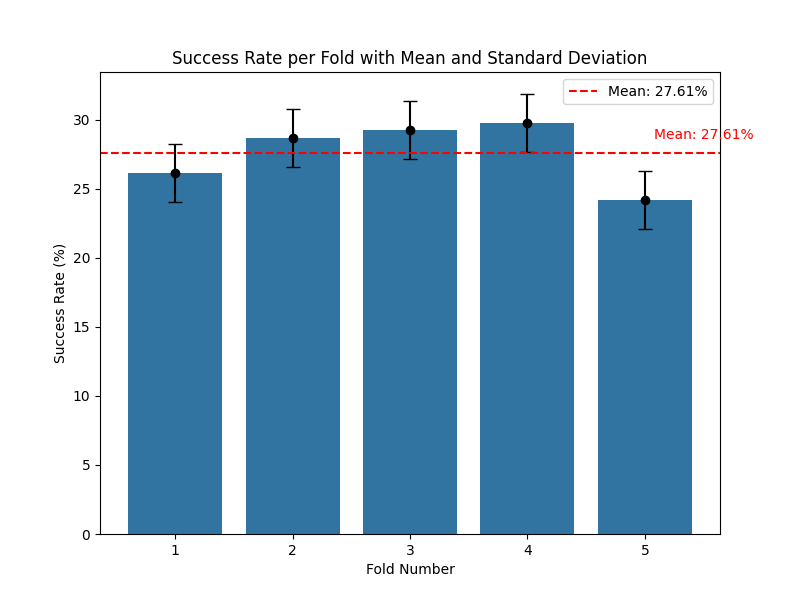 Success Rate per Fold with Mean and Standard Deviation
Mean: 27.61%
Mean: 27.61%
Success Rate (%)
30
25
20
15
10
5
0
1 2 3 4 5
Fold Number